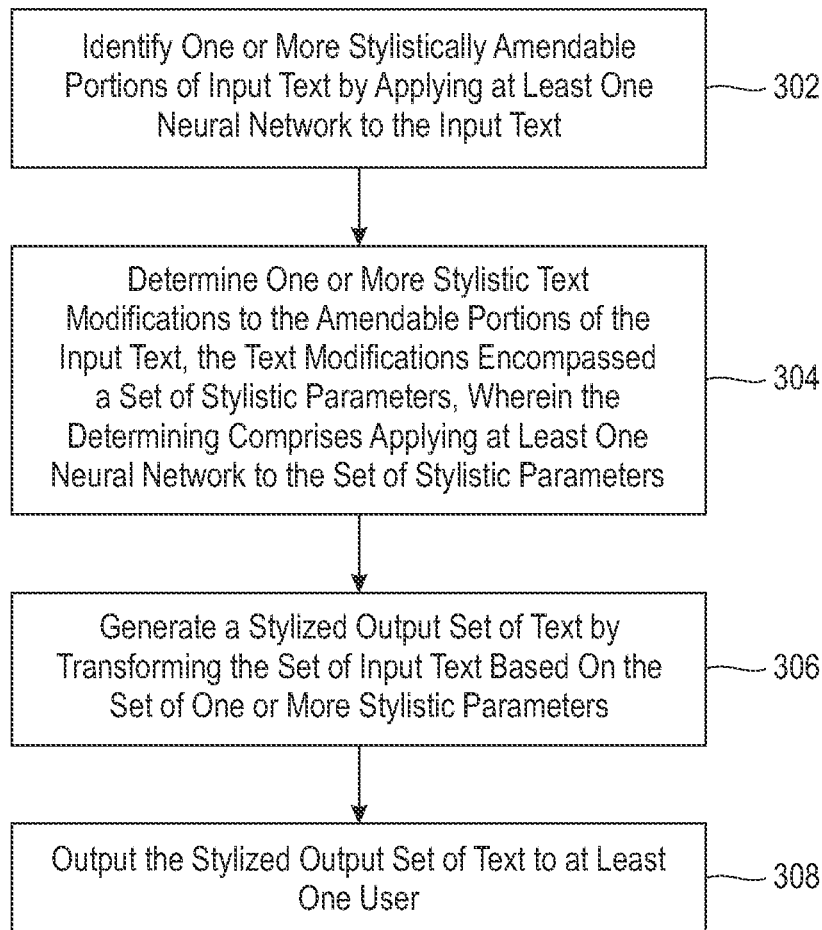 Identify One or More Stylistically Amendable
Portions of Input Text by Applying at Least One
Neural Network to the Input Text
302
Determine One or More Stylistic Text
Modifications to the Amendable Portions of the
Input Text, the Text Modifications Encompassed
a Set of Stylistic Parameters, Wherein the
Determining Comprises Applying at Least One
Neural Network to the Set of Stylistic Parameters
304
Generate a Stylized Output Set of Text by
Transforming the Set of Input Text Based On the
Set of One or More Stylistic Parameters
306
Output the Stylized Output Set of Text to at Least
One User
308